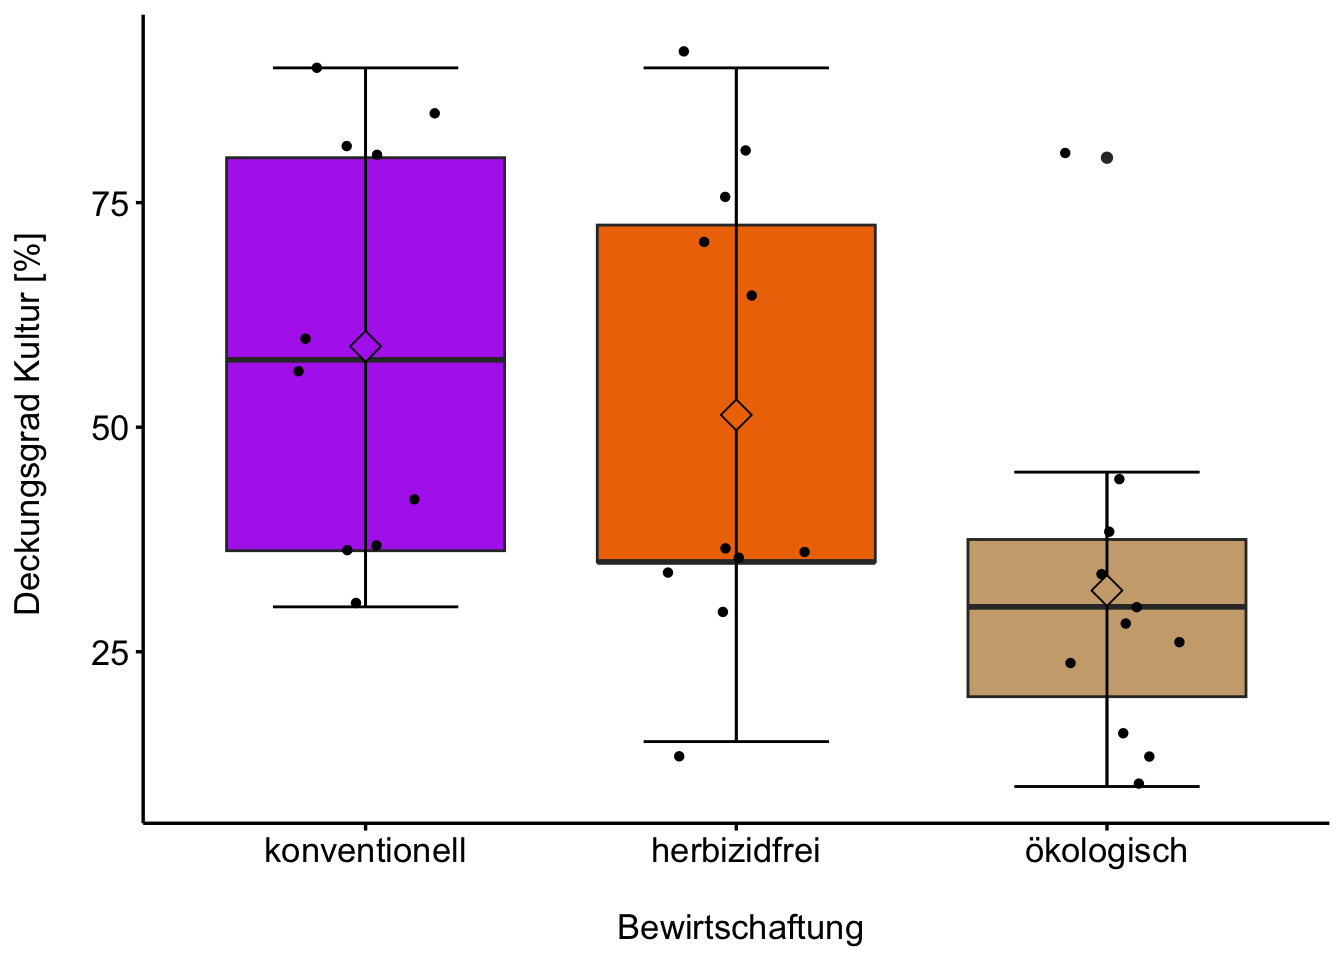 Deckungsgrad Kultur [%]
75
50
25
konventionell
herbizidfrei
ökologisch
Bewirtschaftung